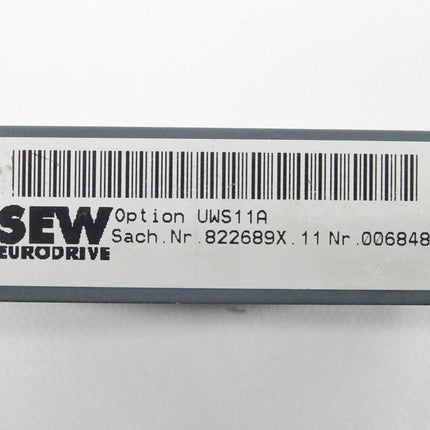 SEW
EURODRIVE
Option UWS11A
Sach.Nr.822689X.11 Nr.006848